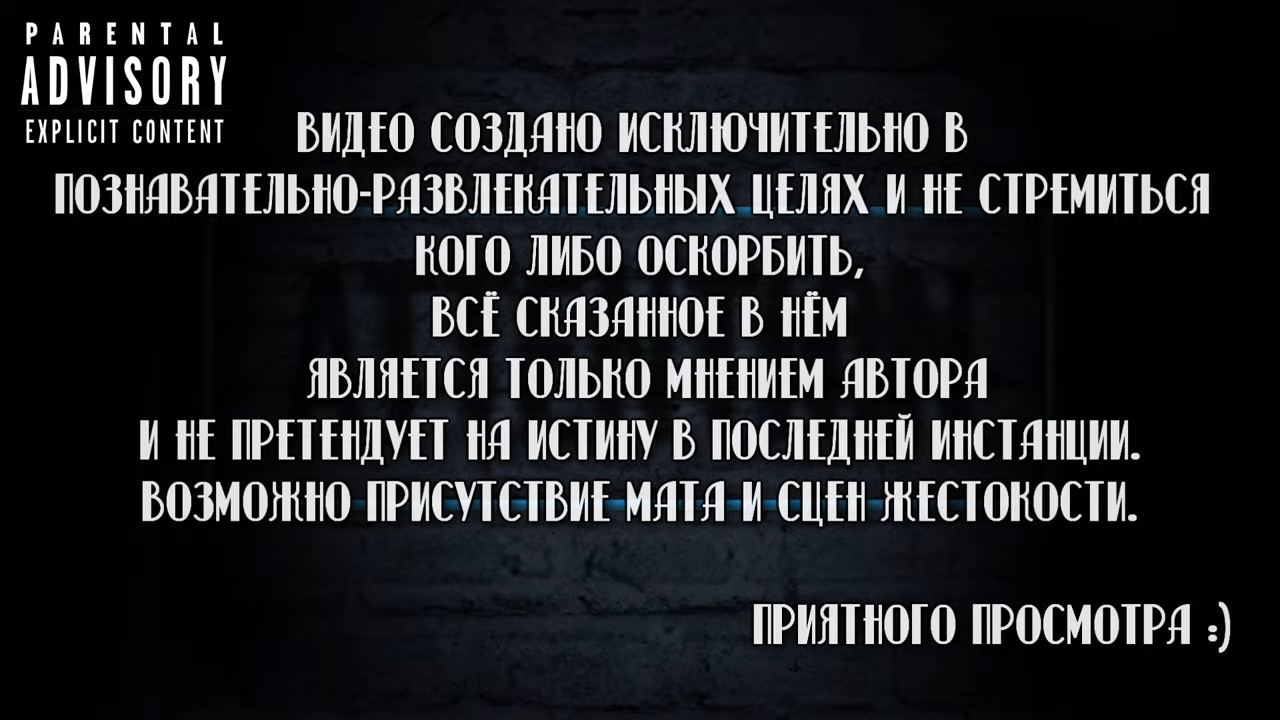 PARENTAL
ADVISORY
EXPLICIT CONTENT
ВИДЕО СОЗДАНО ИСКЛЮЧИТЕЛЬНО В
ПОЗНАВАТЕЛЬНО-РАЗВЛЕКАТЕЛЬНЫХ ЦЕЛЯХ И НЕ СТРЕМИТЬСЯ
КОГО ЛИБО ОСКОРБИТЬ,
ВСЁ СКАЗАННОЕ В НЁМ
ЯВЛЯЕТСЯ ТОЛЬКО МНЕНИЕМ АВТОРА
И НЕ ПРЕТЕНДУЕТ НА ИСТИНУ В ПОСЛЕДНЕЙ ИНСТАНЦИИ.
ВОЗМОЖНО ПРИСУТСТВИЕ МАТА И СЦЕН ЖЕСТОКОСТИ.
ПРИЯТНОГО ПРОСМОТРА :)